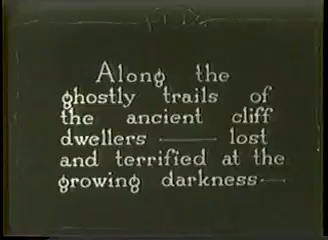 Along the
ghostly trails of
the ancient cliff
dwellers —— lost
and terrified at the
growing darkness—